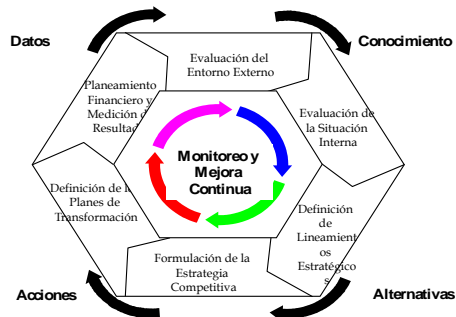 Datos
Conocimiento
Evaluación del
Entorno Externo
Planeamiento
Financiero y
Medición d
Resultad
Evaluación de
la Situación
Interna
Monitoreo y
Mejora
Continua
Definición de l
Planes de
Transformación
Definición
de
Lineamient
os
Estratégico
s
Formulación de la
Estrategia
Competitiva
Acciones
Alternativas